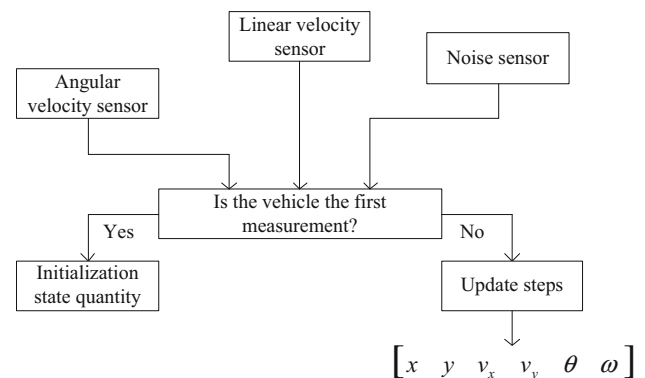 Linear velocity
sensor
Noise sensor
Angular
velocity sensor
Is the vehicle the first
measurement?
Yes
No
Initialization
state quantity
Update steps
[x y v_x v_y θ ω]